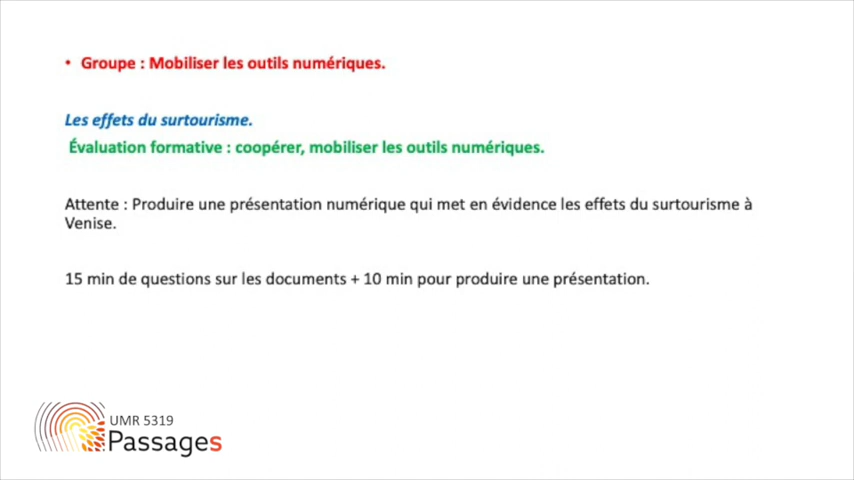 • Groupe : Mobiliser les outils numériques.
Les effets du surtourisme.
Évaluation formative : coopérer, mobiliser les outils numériques.
Attente : Produire une présentation numérique qui met en évidence les effets du surtourisme à
Venise.
15 min de questions sur les documents + 10 min pour produire une présentation.
UMR 5319
Passages